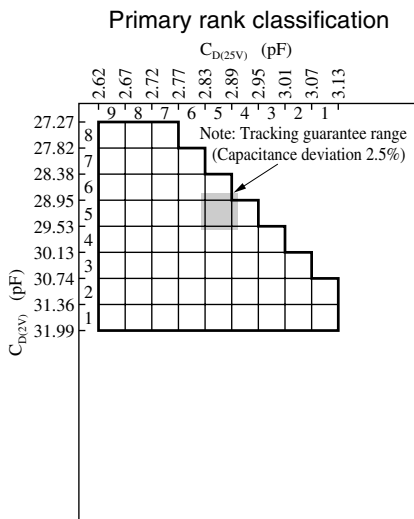 Primary rank classification
C_D(25V) (pF)
2.62 2.67 2.72 2.77 2.83 2.89 2.95 3.01 3.07 3.13
9 8 7 6 5 4 3 2 1
Note: Tracking guarantee range
(Capacitance deviation 2.5%)
C_D(2V) (pF)
27.27
8
27.82
7
28.38
6
28.95
5
29.53
4
30.13
3
30.74
2
31.36
1
31.99